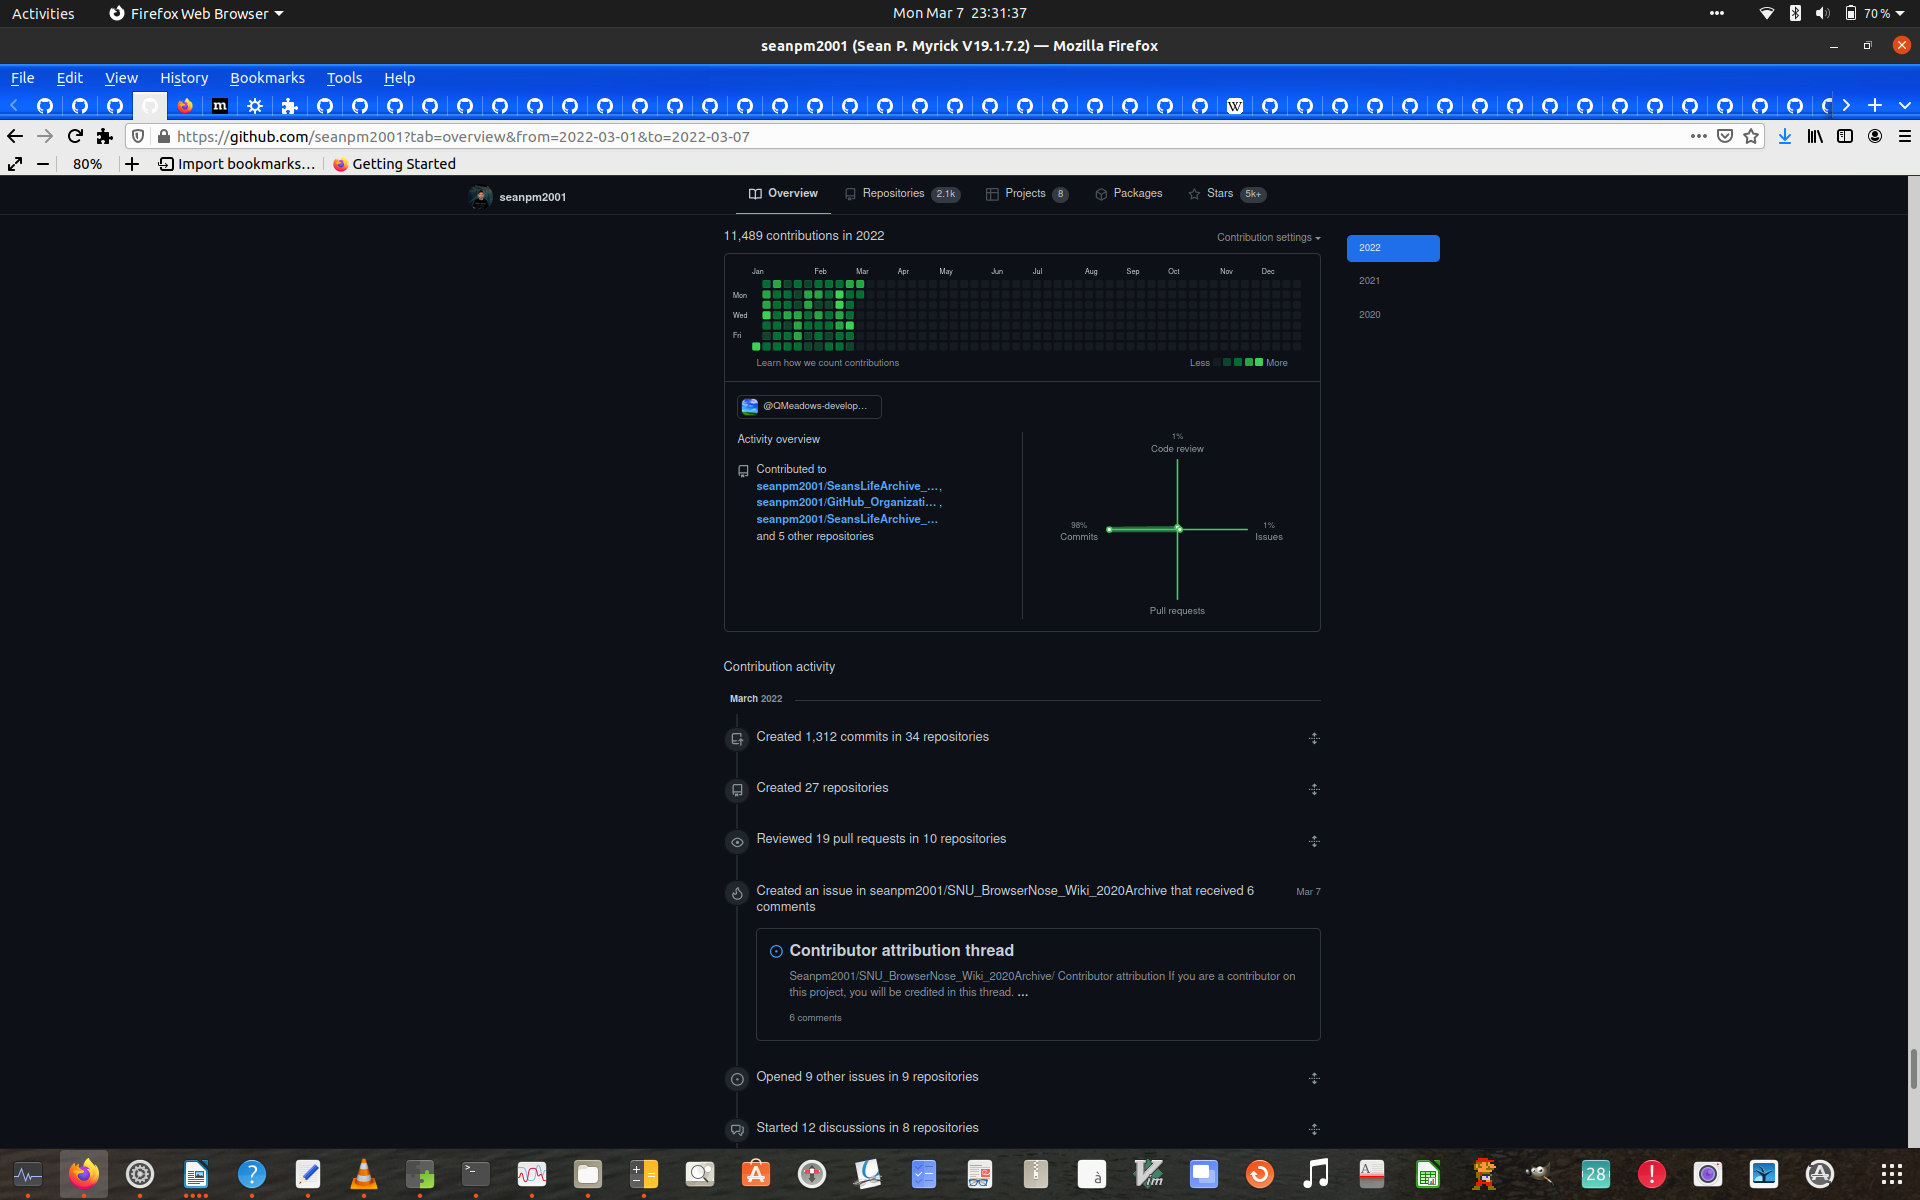 Activities
Firefox Web Browser
Mon Mar 7 23:31:37
70 %
seanpm2001 (Sean P. Myrick V19.1.7.2) — Mozilla Firefox
File Edit View History Bookmarks Tools Help
https://github.com/seanpm2001?tab=overview&from=2022-03-01&to=2022-03-07
80%
Import bookmarks...
Getting Started
seanpm2001
Overview
Repositories 2.1k
Projects 8
Packages
Stars 5k+
11,489 contributions in 2022
Contribution settings
2022
2021
2020
Jan Feb Mar Apr May Jun Jul Aug Sep Oct Nov Dec
Mon
Wed
Fri
Learn how we count contributions
Less More
@QMeadows-develop...
Activity overview
Contributed to
seanpm2001/SeansLifeArchive_...,
seanpm2001/GitHub_Organizati... ,
seanpm2001/SeansLifeArchive_...
and 5 other repositories
1%
Code review
98%
Commits
1%
Issues
Pull requests
Contribution activity
March 2022
Created 1,312 commits in 34 repositories
Created 27 repositories
Reviewed 19 pull requests in 10 repositories
Created an issue in seanpm2001/SNU_BrowserNose_Wiki_2020Archive that received 6
comments
Mar 7
Contributor attribution thread
Seanpm2001/SNU_BrowserNose_Wiki_2020Archive/ Contributor attribution If you are a contributor on
this project, you will be credited in this thread. ...
6 comments
Opened 9 other issues in 9 repositories
Started 12 discussions in 8 repositories
28